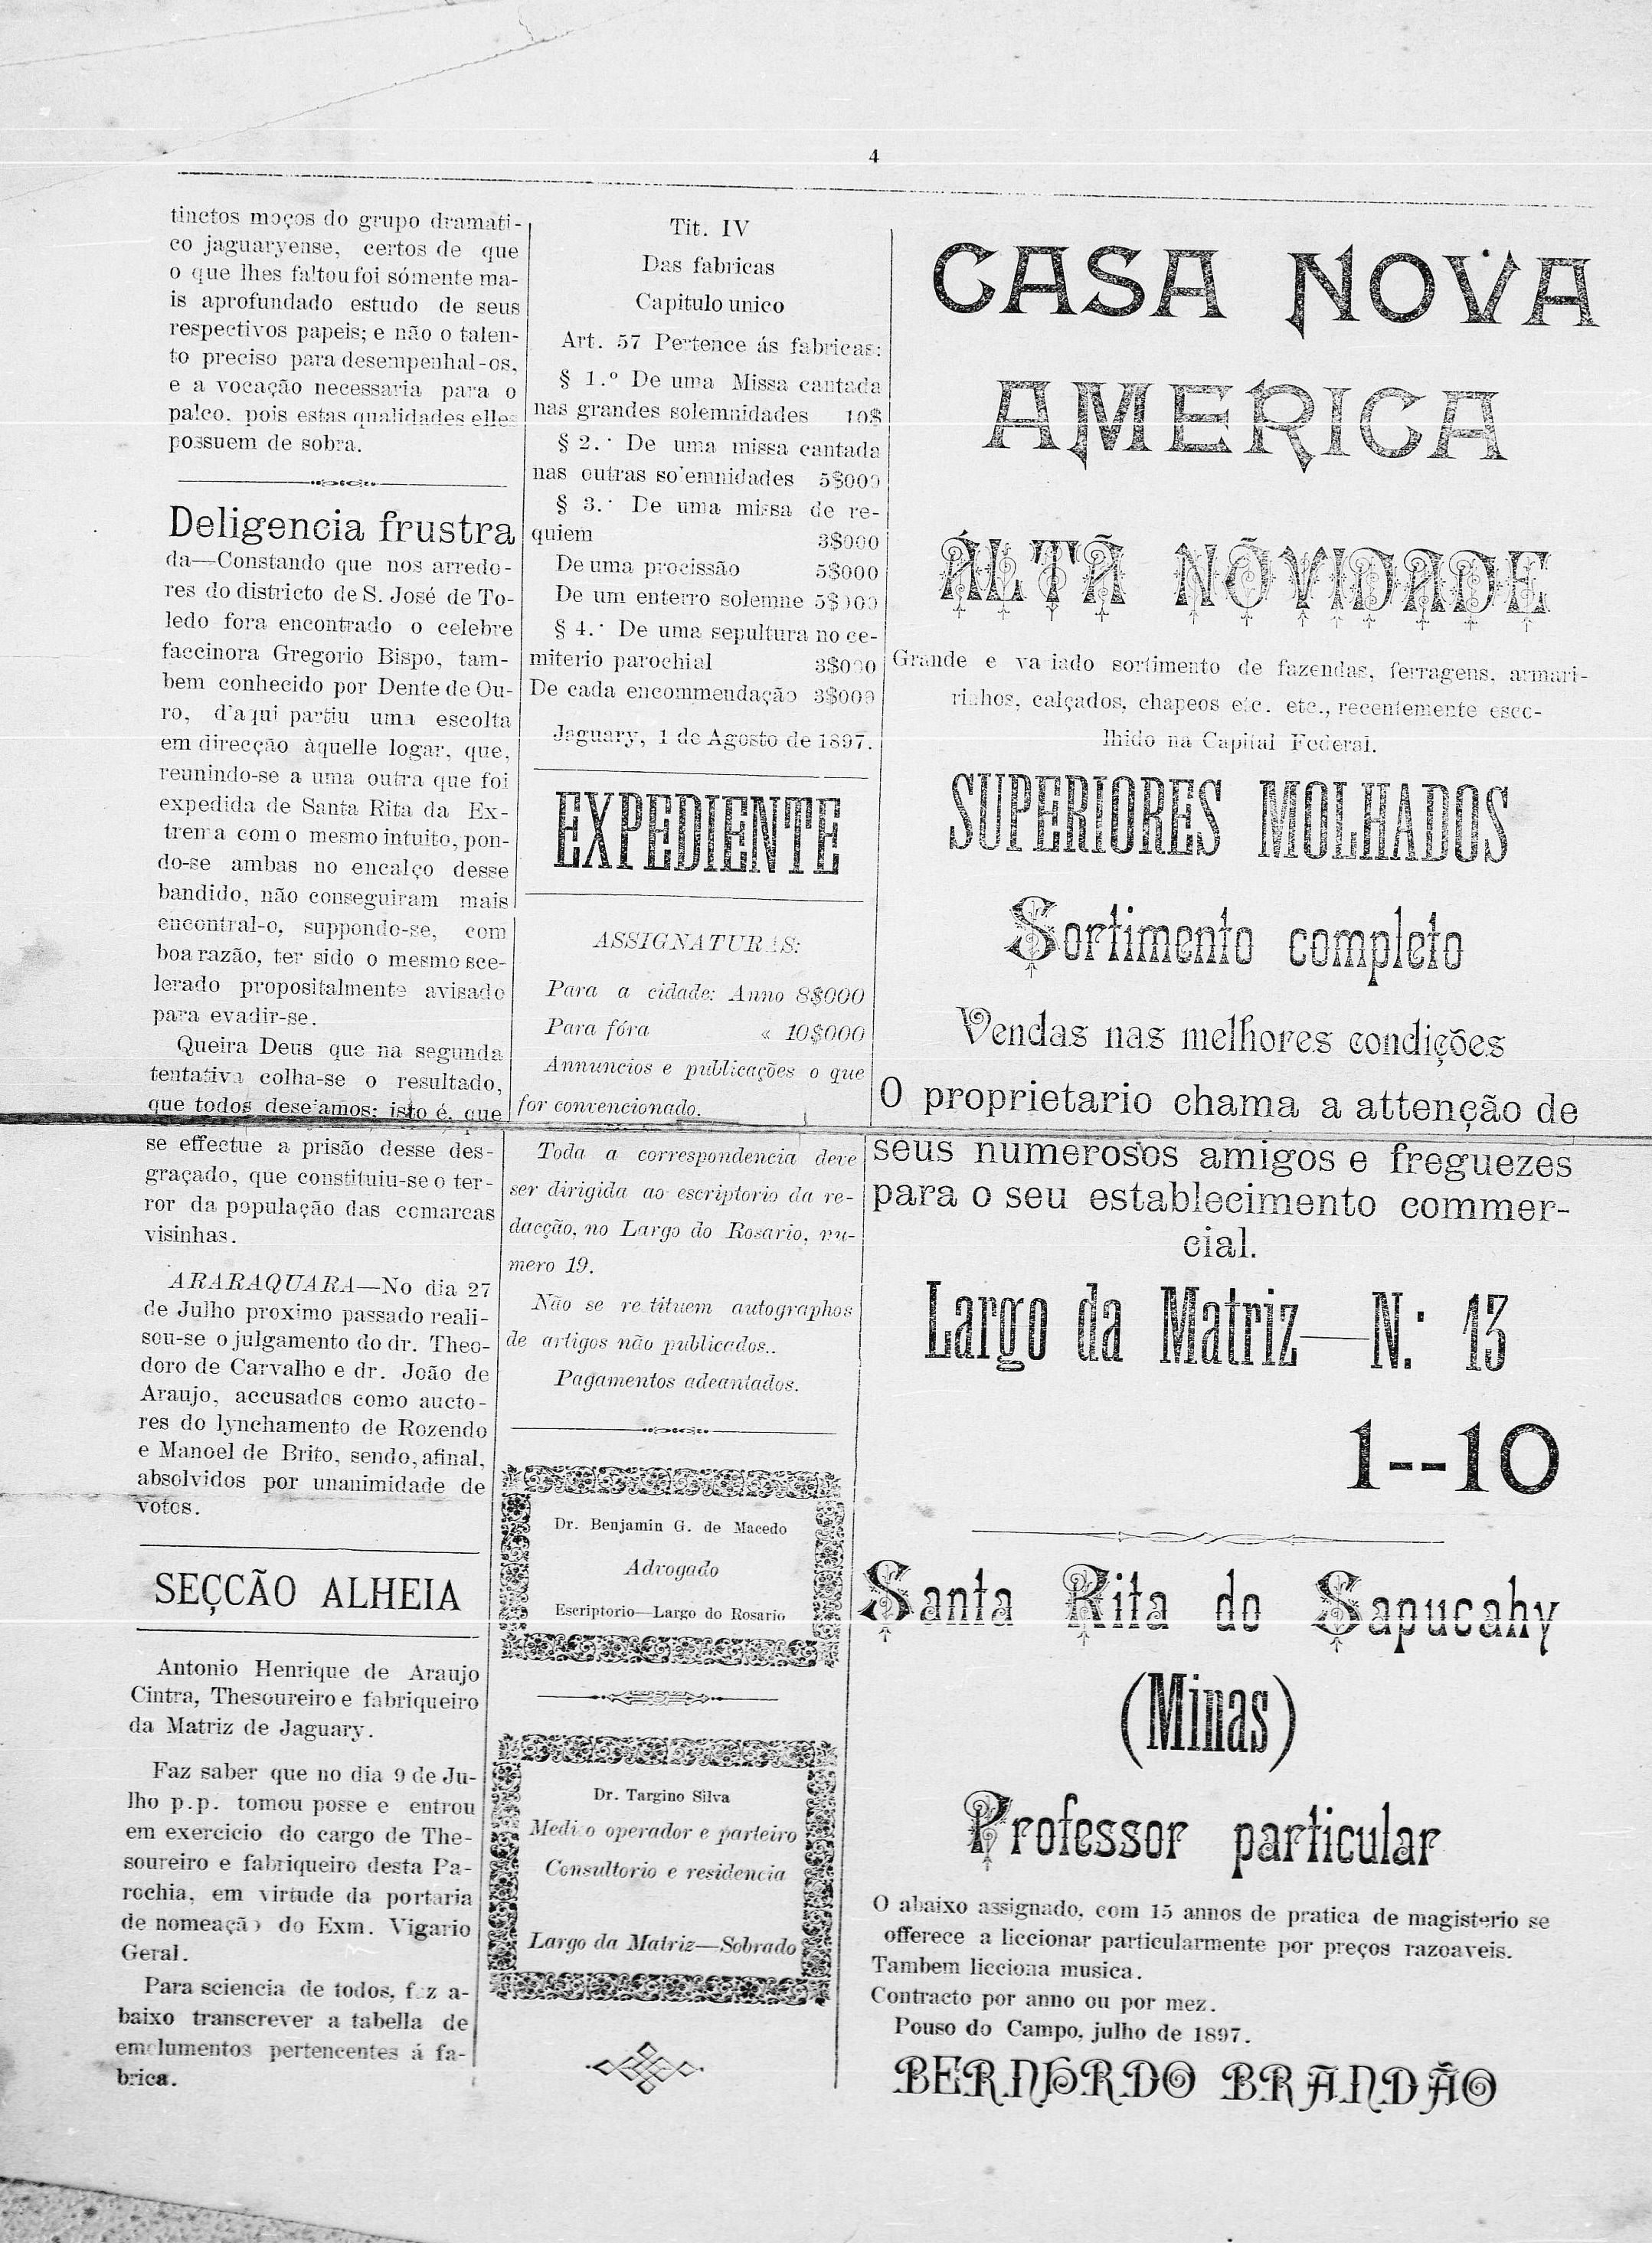 4
tinctos moços do grupo dramati-
co jaguaryense, certos de que
o que lhes faltou foi sómente ma-
is aprofundado estudo de seus
respectivos papeis; e não o talen-
to preciso para desempenhal-os,
e a vocação necessaria para o
palco, pois estas qualidades elles
possuem de sobra.
Deligencia frustra
da—Constando que nos arredo-
res do districto de S. José de To-
ledo fora encontrado o celebre
faccinora Gregorio Bispo, tam-
bem conhecido por Dente de Ou-
ro, d'aqui partiu uma escolta
em direcção àquelle logar, que,
reunindo-se a uma outra que foi
expedida de Santa Rita da Ex-
trema com o mesmo intuito, pon-
do-se ambas no encalço desse
bandido, não conseguiram mais
encontral-o, suppondo-se, com
boa razão, ter sido o mesmo sce-
lerado propositalmente avisado
para evadir-se.
Queira Deus que na segunda
tentativa colha-se o resultado,
que todos desejamos: isto é, que
se effectue a prisão desse des-
graçado, que constituiu-se o ter-
ror da população das comarcas
visinhas.
ARARAQUARA—No dia 27
de Julho proximo passado reali-
sou-se o julgamento do dr. Theo-
doro de Carvalho e dr. João de
Araujo, accusados como aucto-
res do lynchamento de Rozendo
e Manoel de Brito, sendo, afinal,
absolvidos por unanimidade de
votos.
SECÇÃO ALHEIA
Antonio Henrique de Araujo
Cintra, Thesoureiro e fabriqueiro
da Matriz de Jaguary.
Faz saber que no dia 9 de Ju-
lho p.p. tomou posse e entrou
em exercicio do cargo de The-
soureiro e fabriqueiro desta Pa-
rochia, em virtude da portaria
de nomeação do Exm. Vigario
Geral.
Para sciencia de todos, faz a-
baixo transcrever a tabella de
emolumentos pertencentes á fa-
brica.
Tit. IV
Das fabricas
Capitulo unico
Art. 57 Pertence ás fabricas:
§ 1.º De uma Missa cantada
nas grandes solemnidades 10$
§ 2.· De uma missa cantada
nas outras solemnidades 5$000
§ 3.· De uma missa de re-
quiem 3$000
De uma procissão 5$000
De um enterro solemne 5$000
§ 4.· De uma sepultura no ce-
miterio parochial 3$000
De cada encommendação 3$000
Jaguary, 1 de Agosto de 1897.
EXPEDIENTE
ASSIGNATURAS:
Para a cidade: Anno 8$000
Para fóra « 10$000
Annuncios e publicações o que
for convencionado.
Toda a correspondencia deve
ser dirigida ao escriptorio da re-
dacção, no Largo do Rosario, nu-
mero 19.
Não se restituem autographos
de artigos não publicados..
Pagamentos adeantados.
Dr. Benjamin G. de Macedo
Advogado
Escriptorio—Largo do Rosario
Dr. Targino Silva
Medico operador e parteiro
Consultorio e residencia
Largo da Matriz—Sobrado
CASA NOVA
AMERICA
ALTA NOVIDADE
Grande e variado sortimento de fazendas, ferragens, armari-
rinhos, calçados, chapeos etc. etc., recentemente esco-
lhido na Capital Federal.
SUPERIORES MOLHADOS
Sortimento completo
Vendas nas melhores condições
O proprietario chama a attenção de
seus numerosos amigos e freguezes
para o seu establecimento commer-
cial.
Largo da Matriz—N.· 13
1--10
Santa Rita do Sapucahy
(Minas)
Professor particular
O abaixo assignado, com 15 annos de pratica de magisterio se
offerece a liccionar particularmente por preços razoaveis.
Tambem licciona musica.
Contracto por anno ou por mez.
Pouso do Campo, julho de 1897.
BERNARDO BRANDÃO